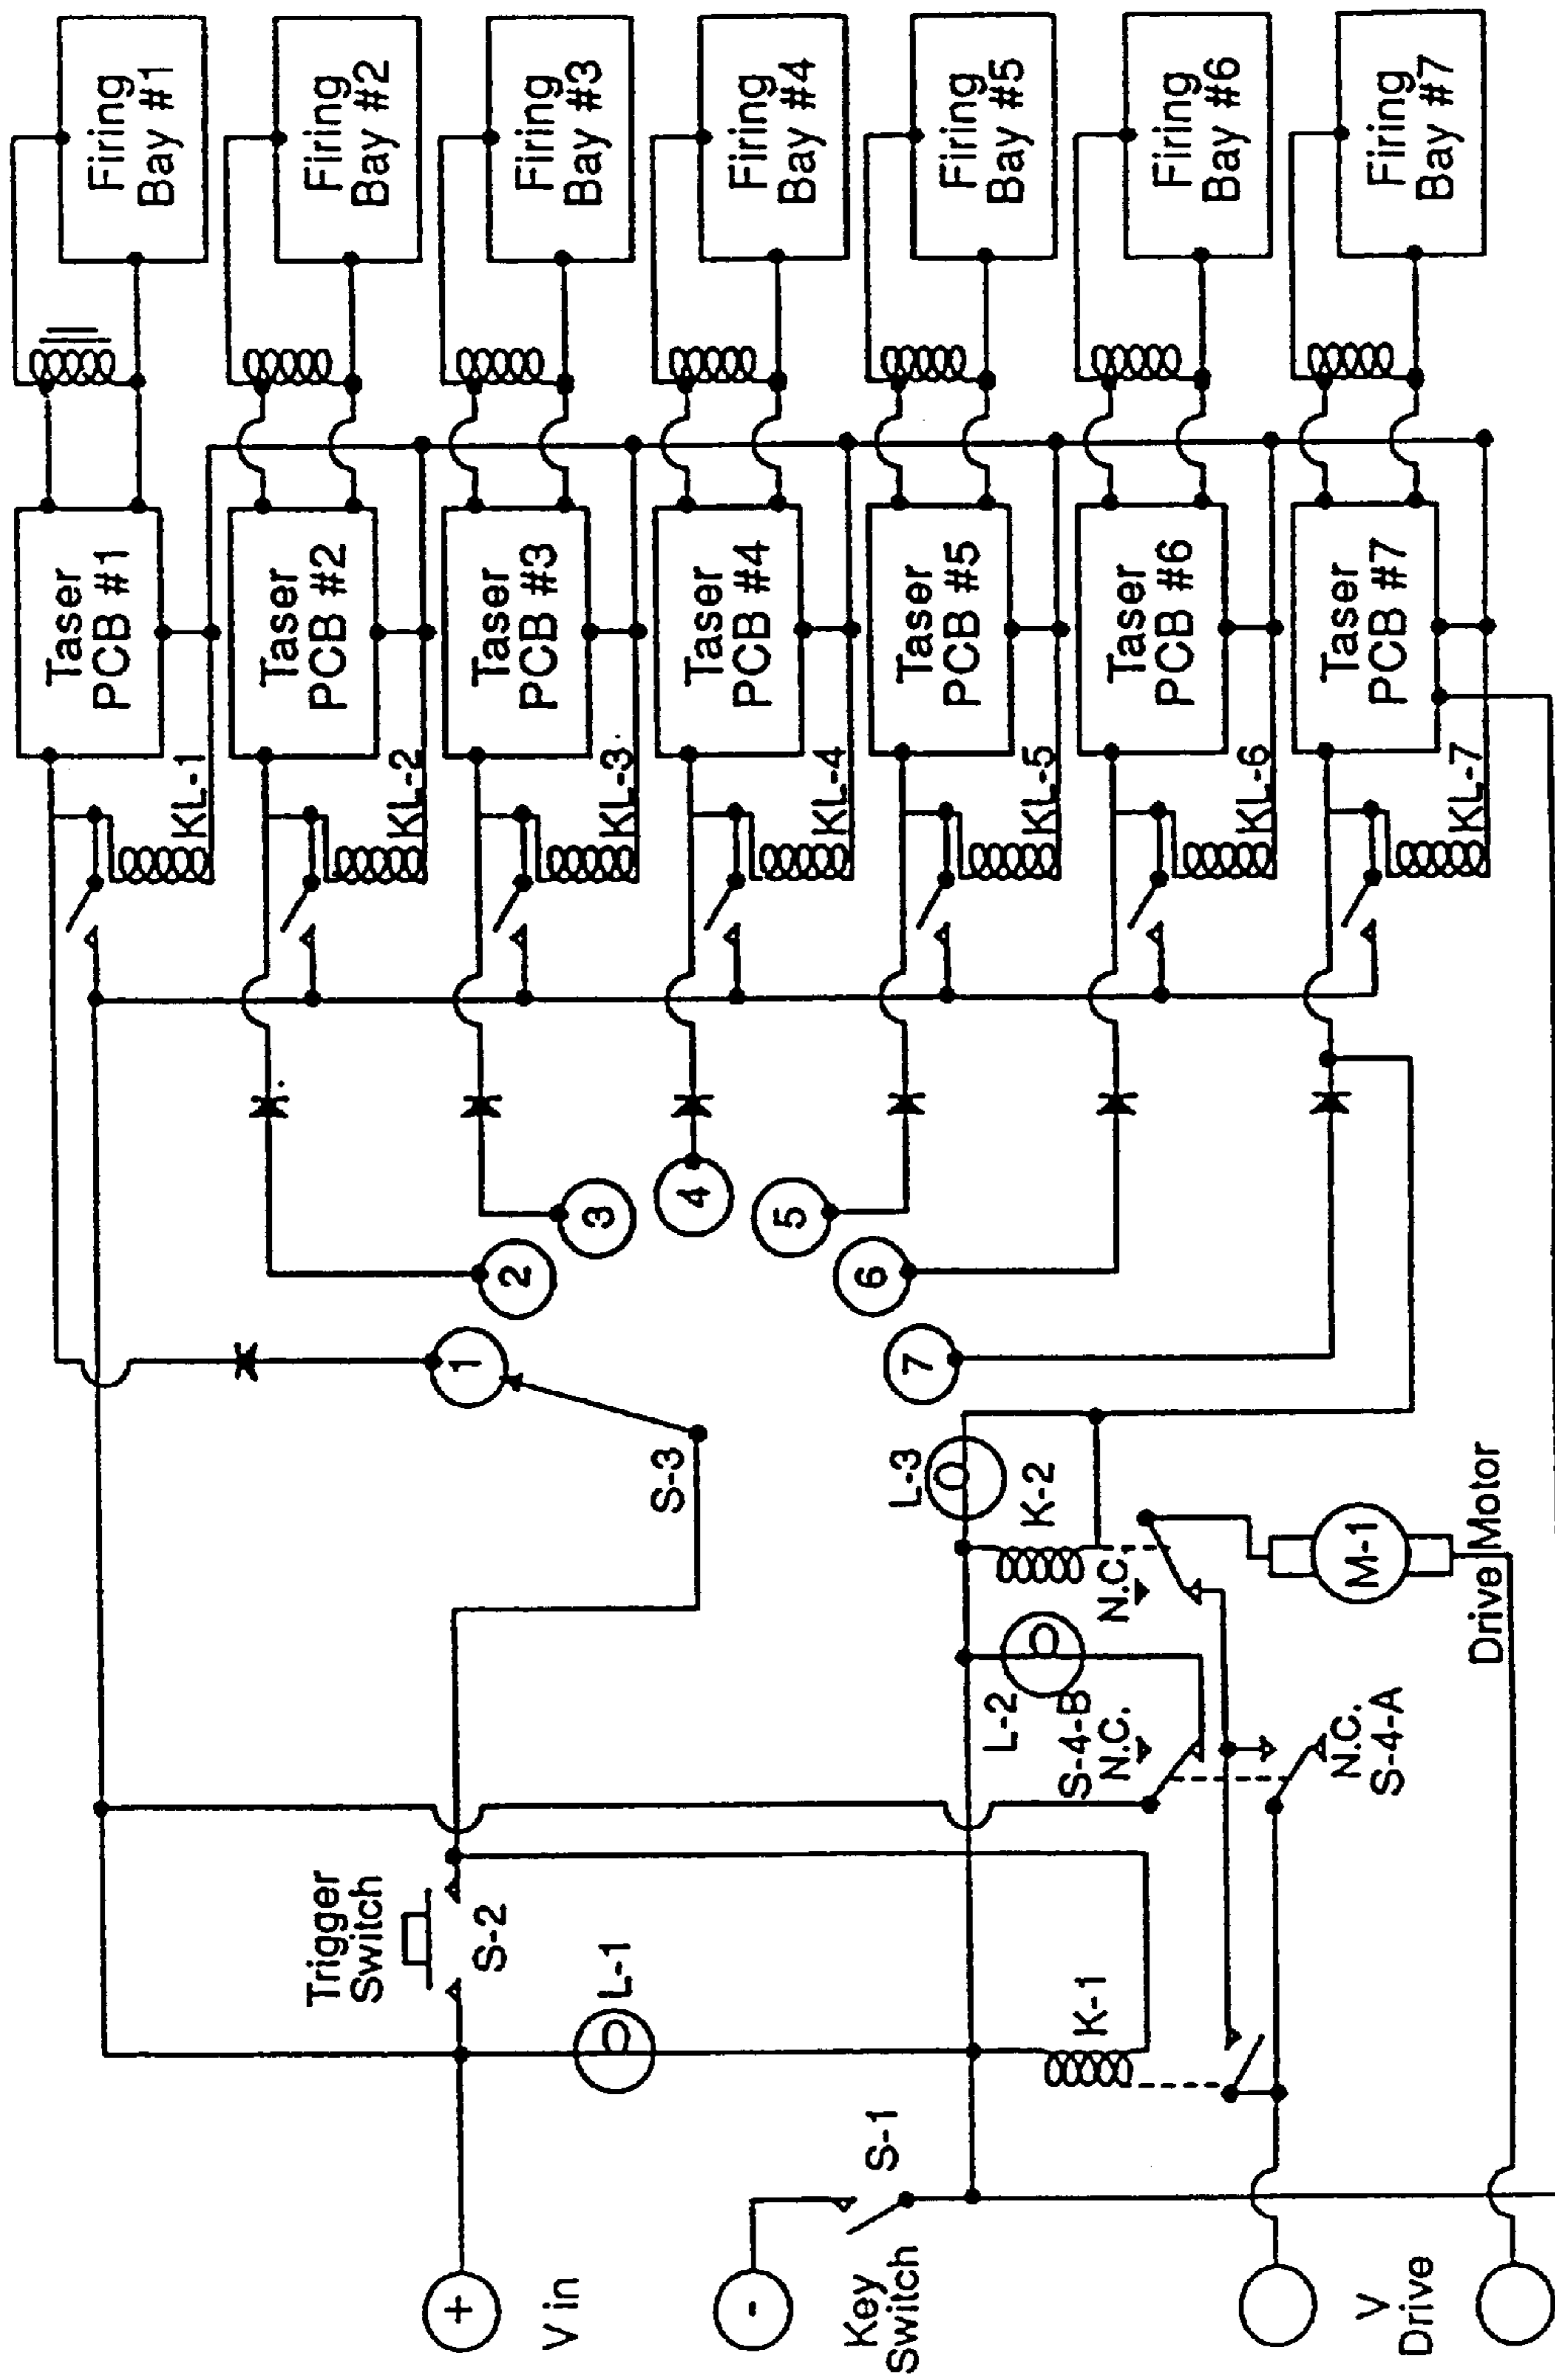 Firing
Bay #1
Firing
Bay #2
Firing
Bay #3
Firing
Bay #4
Firing
Bay #5
Firing
Bay #6
Firing
Bay #7
Taser
PCB #1
Taser
PCB #2
Taser
PCB #3
Taser
PCB #4
Taser
PCB #5
Taser
PCB #6
Taser
PCB #7
KL-1
KL-2
KL-3
KL-4
KL-5
KL-6
KL-7
1
2
3
4
5
6
7
S-3
L-3
K-2
N.C.
M-1
Drive Motor
L-2
S-4-B
N.C.
N.C.
S-4-A
Trigger
Switch
S-2
L-1
K-1
S-1
Key
Switch
+
V in
-
V
Drive